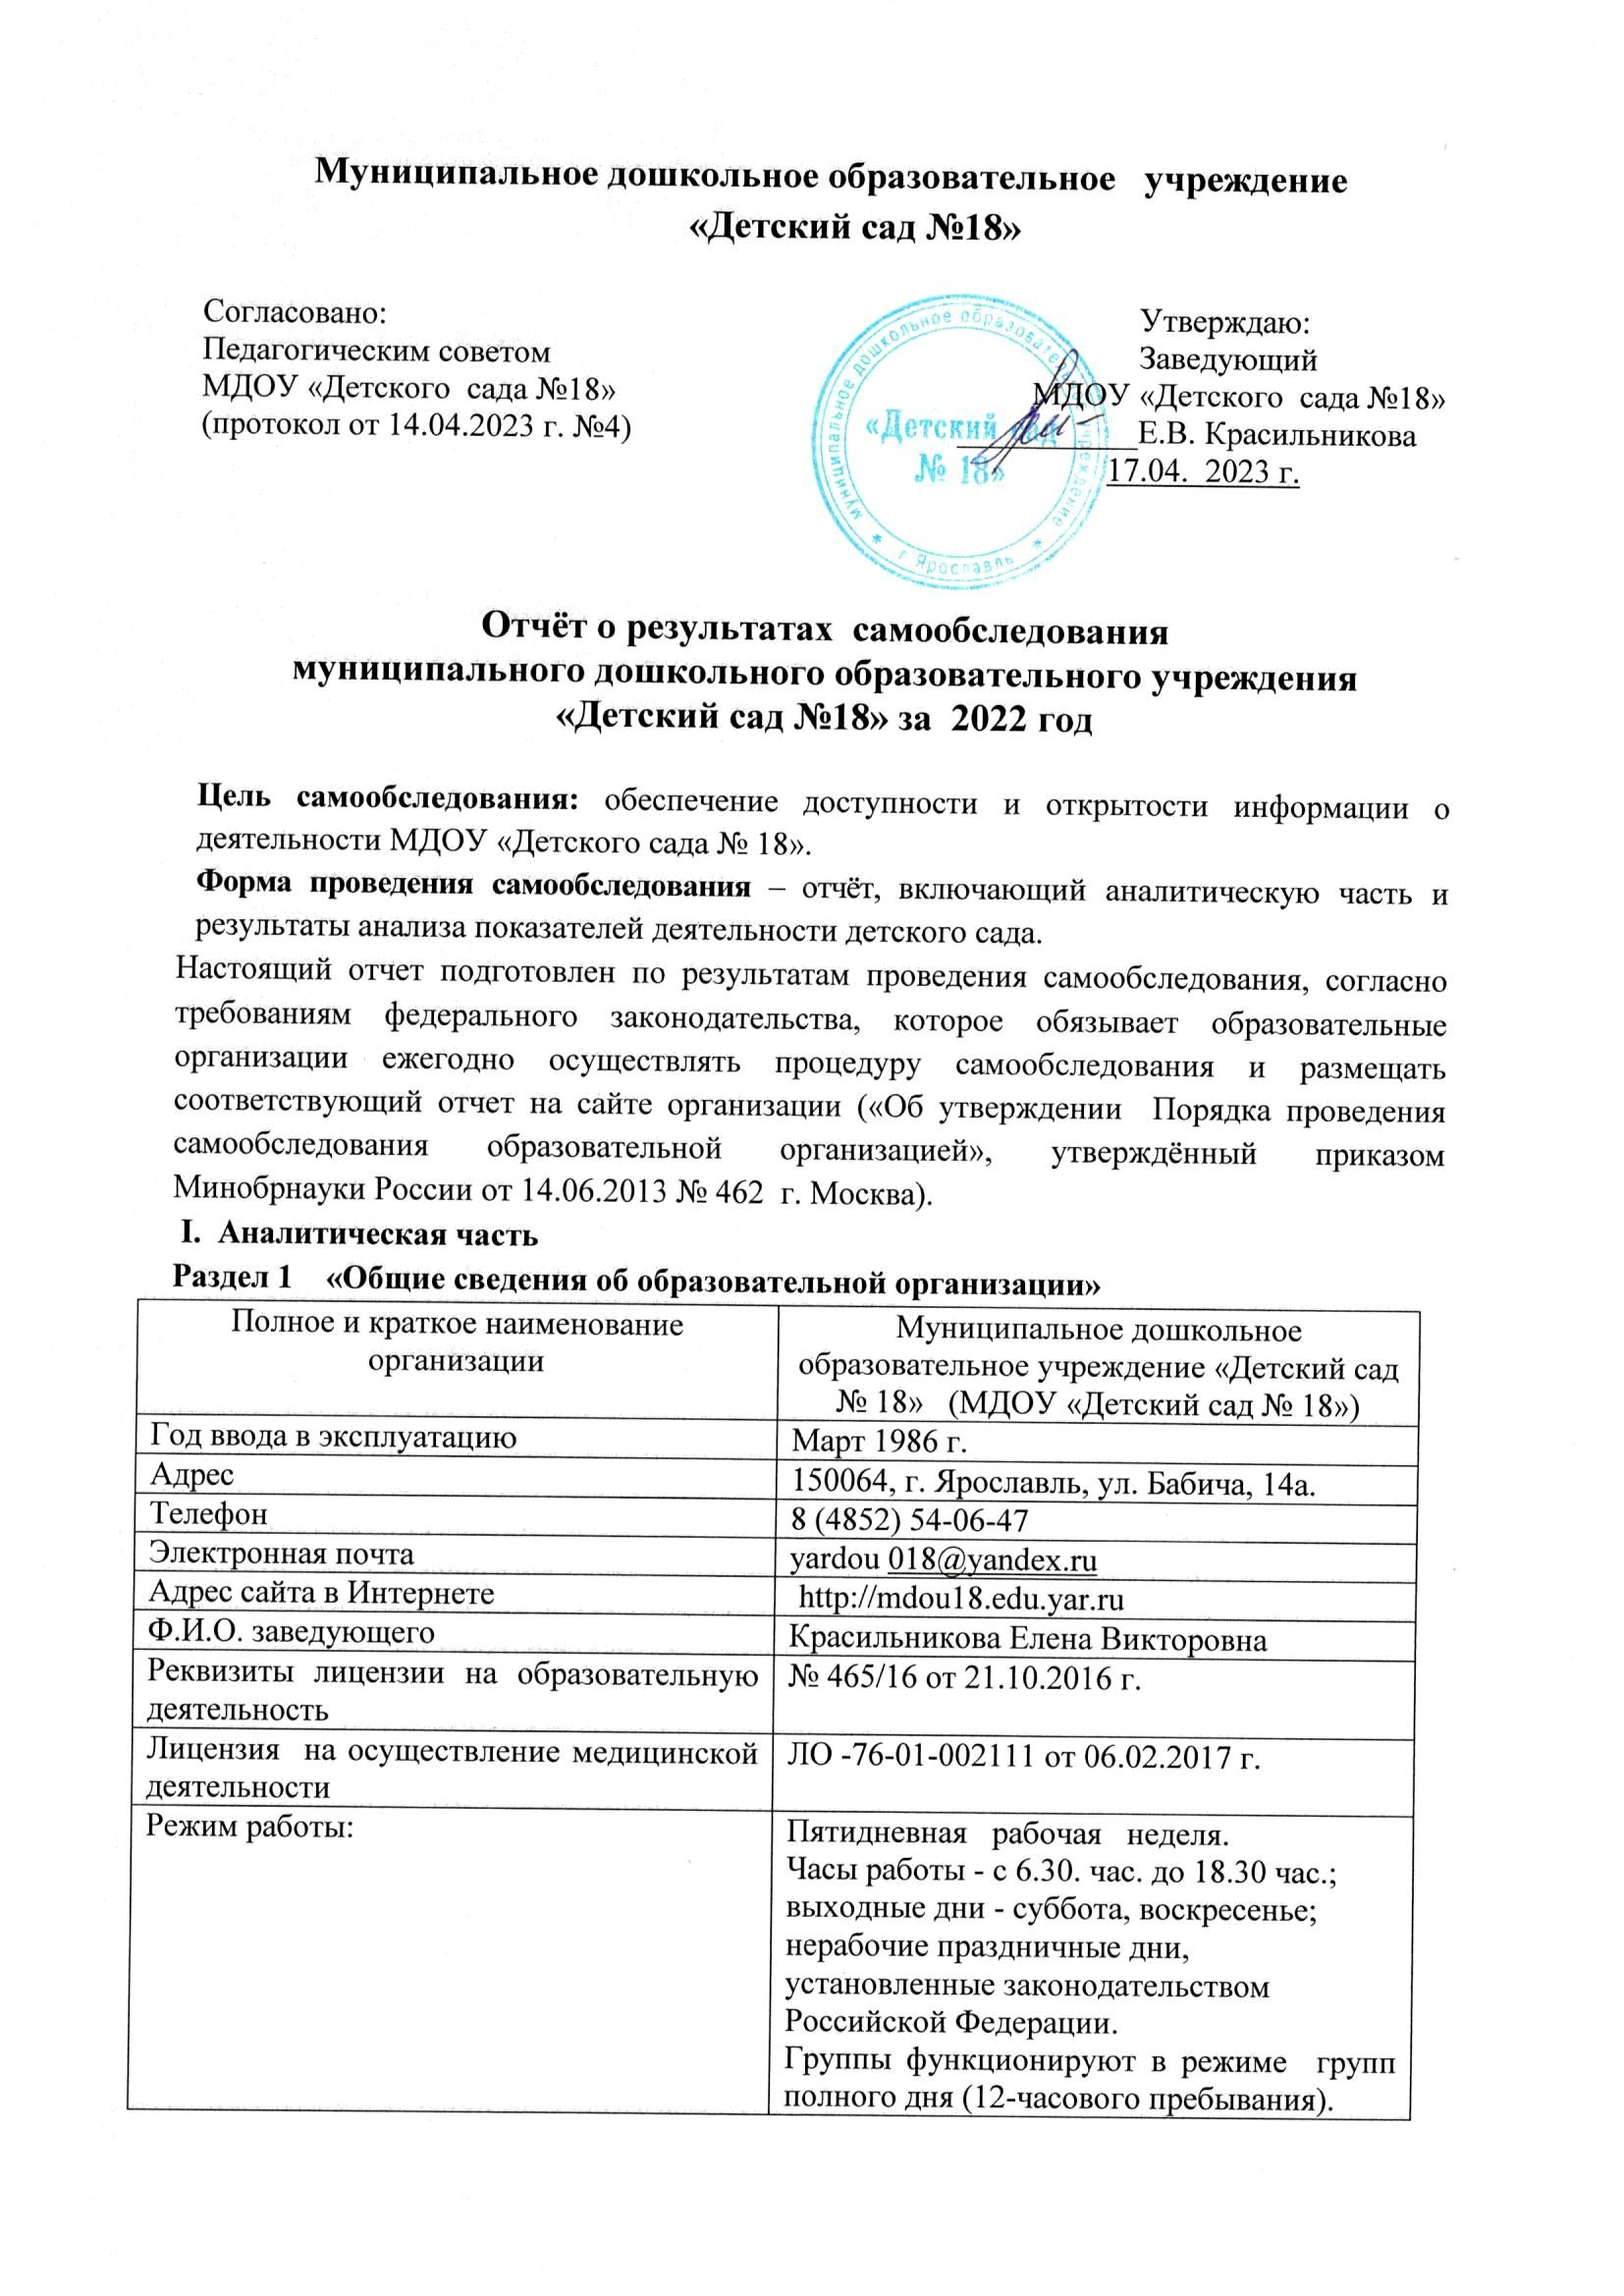 Муниципальное дошкольное образовательное учреждение
«Детский сад №18»
Согласовано:
Педагогическим советом
МДОУ «Детского сада №18»
(протокол от 14.04.2023 г. №4)
муниципальное дошкольное образовательное учреждение
«Детский сад
№ 18»
г Ярославль
Утверждаю:
Заведующий
МДОУ «Детского сада №18»
Е.В. Красильникова
17.04. 2023 г.
Отчёт о результатах самообследования
муниципального дошкольного образовательного учреждения
«Детский сад №18» за 2022 год
Цель самообследования: обеспечение доступности и открытости информации о
деятельности МДОУ «Детского сада № 18».
Форма проведения самообследования – отчёт, включающий аналитическую часть и
результаты анализа показателей деятельности детского сада.
Настоящий отчет подготовлен по результатам проведения самообследования, согласно
требованиям федерального законодательства, которое обязывает образовательные
организации ежегодно осуществлять процедуру самообследования и размещать
соответствующий отчет на сайте организации («Об утверждении Порядка проведения
самообследования образовательной организацией», утверждённый приказом
Минобрнауки России от 14.06.2013 № 462 г. Москва).
I. Аналитическая часть
Раздел 1 «Общие сведения об образовательной организации»
Полное и краткое наименование
организации
Муниципальное дошкольное
образовательное учреждение «Детский сад
№ 18» (МДОУ «Детский сад № 18»)
Год ввода в эксплуатацию
Март 1986 г.
Адрес
150064, г. Ярославль, ул. Бабича, 14а.
Телефон
8 (4852) 54-06-47
Электронная почта
yardou 018@yandex.ru
Адрес сайта в Интернете
http://mdou18.edu.yar.ru
Ф.И.О. заведующего
Красильникова Елена Викторовна
Реквизиты лицензии на образовательную
деятельность
№ 465/16 от 21.10.2016 г.
Лицензия на осуществление медицинской
деятельности
ЛО -76-01-002111 от 06.02.2017 г.
Режим работы:
Пятидневная рабочая неделя.
Часы работы - с 6.30. час. до 18.30 час.;
выходные дни - суббота, воскресенье;
нерабочие праздничные дни,
установленные законодательством
Российской Федерации.
Группы функционируют в режиме групп
полного дня (12-часового пребывания).